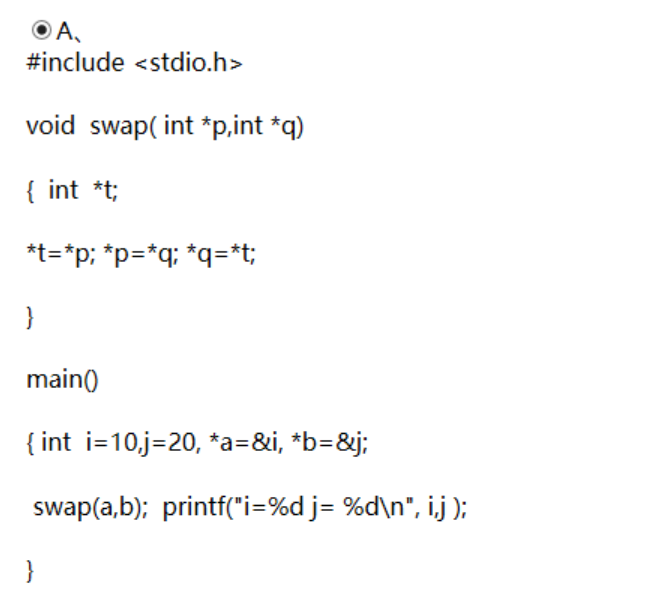 A、
#include <stdio.h>
void  swap( int *p,int *q)
{  int  *t;
*t=*p; *p=*q; *q=*t;
}
main()
{ int  i=10,j=20, *a=&i, *b=&j;
swap(a,b);  printf("i=%d j= %d\n", i,j );
}